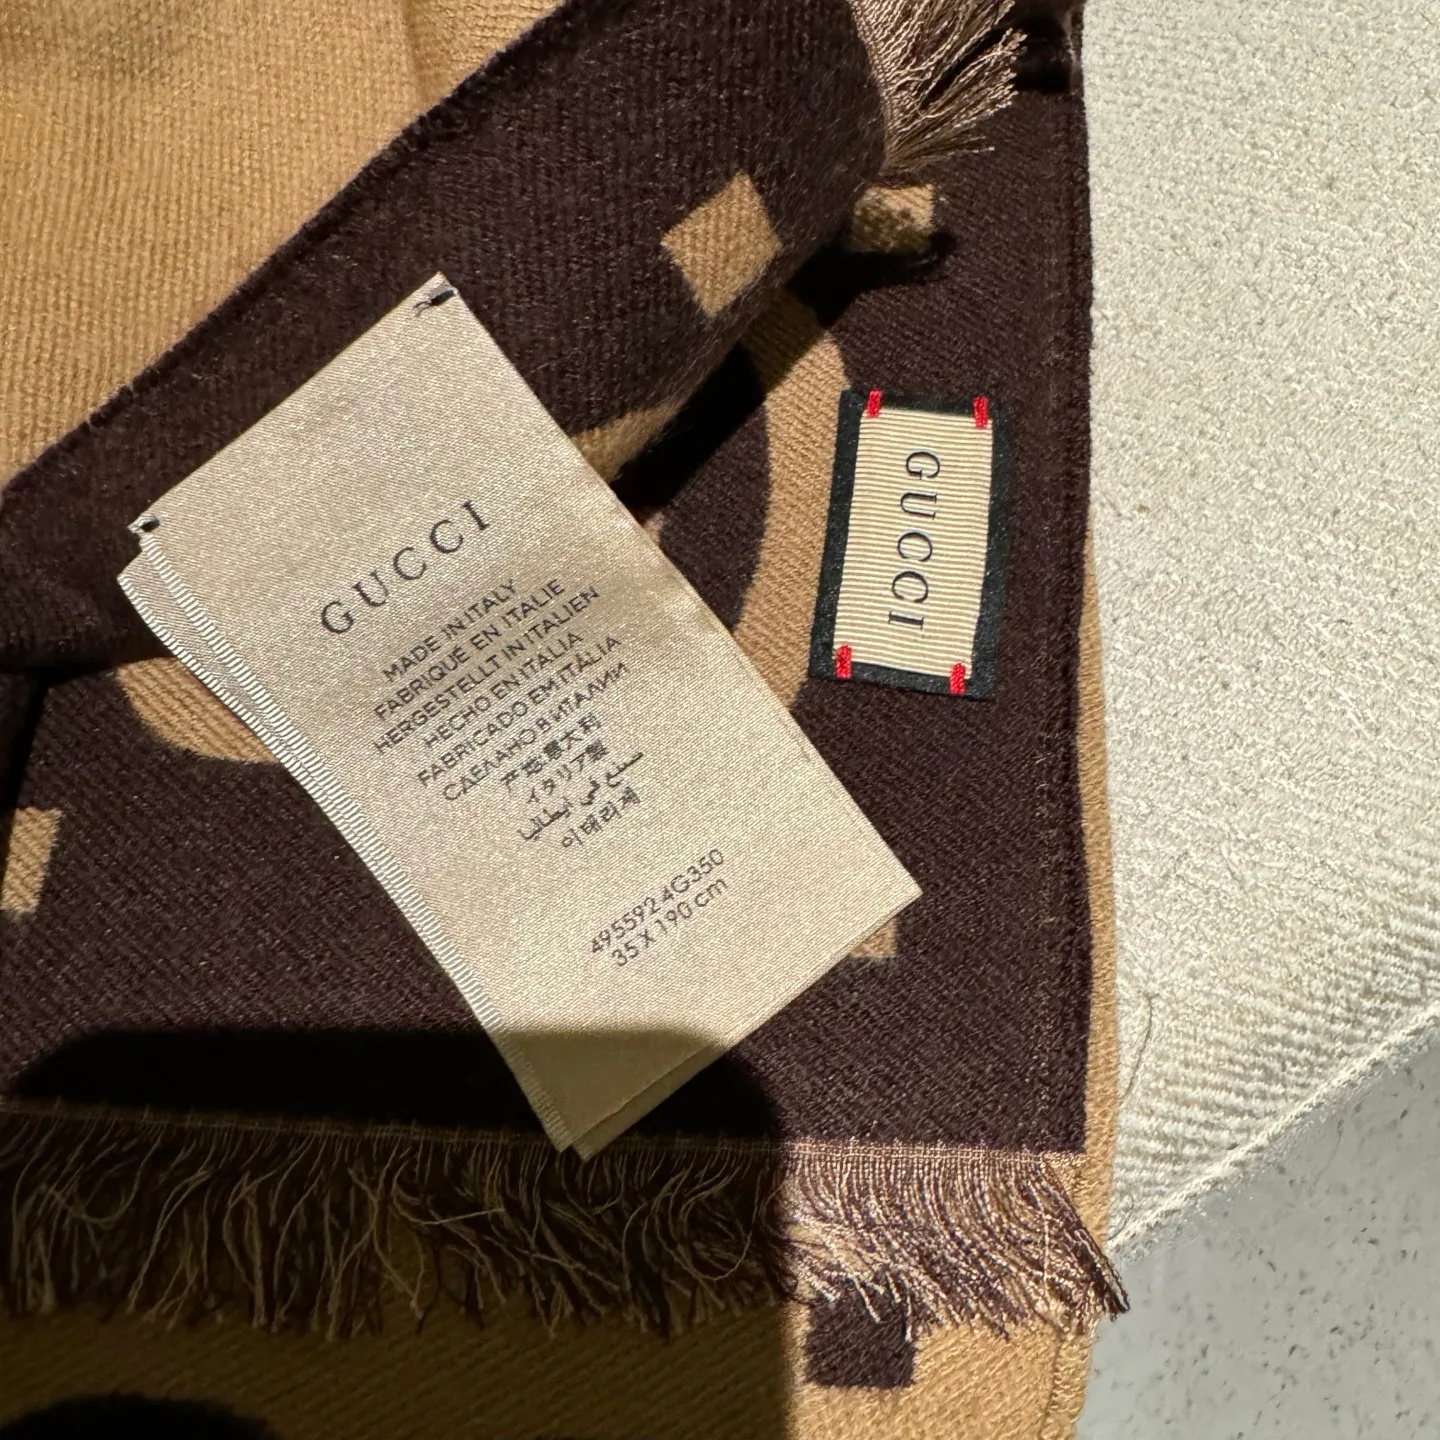 GUCCI
MADE IN ITALY
FABRIQUÉ EN ITALIE
HERGESTELLT IN ITALIEN
HECHO EN ITALIA
FABRICADO EM ITÁLIA
СДЕЛАНО В ИТАЛИИ
产地:意大利
イタリア製
صنع في ايطاليا
이태리제
495592 4G350
35 X 190 cm
GUCCI